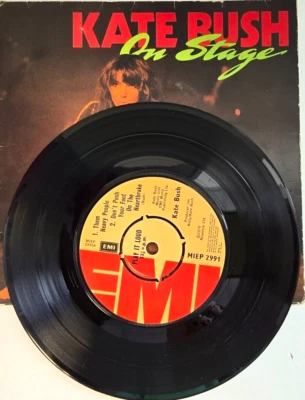 KATE BUSH
On Stage
1. Them
Heavy People
2. Don't Push
Your Foot
On The
Heartbrake
EMI
PLAY IT LOUD
Kate Bush
MIEP 2991
EMI